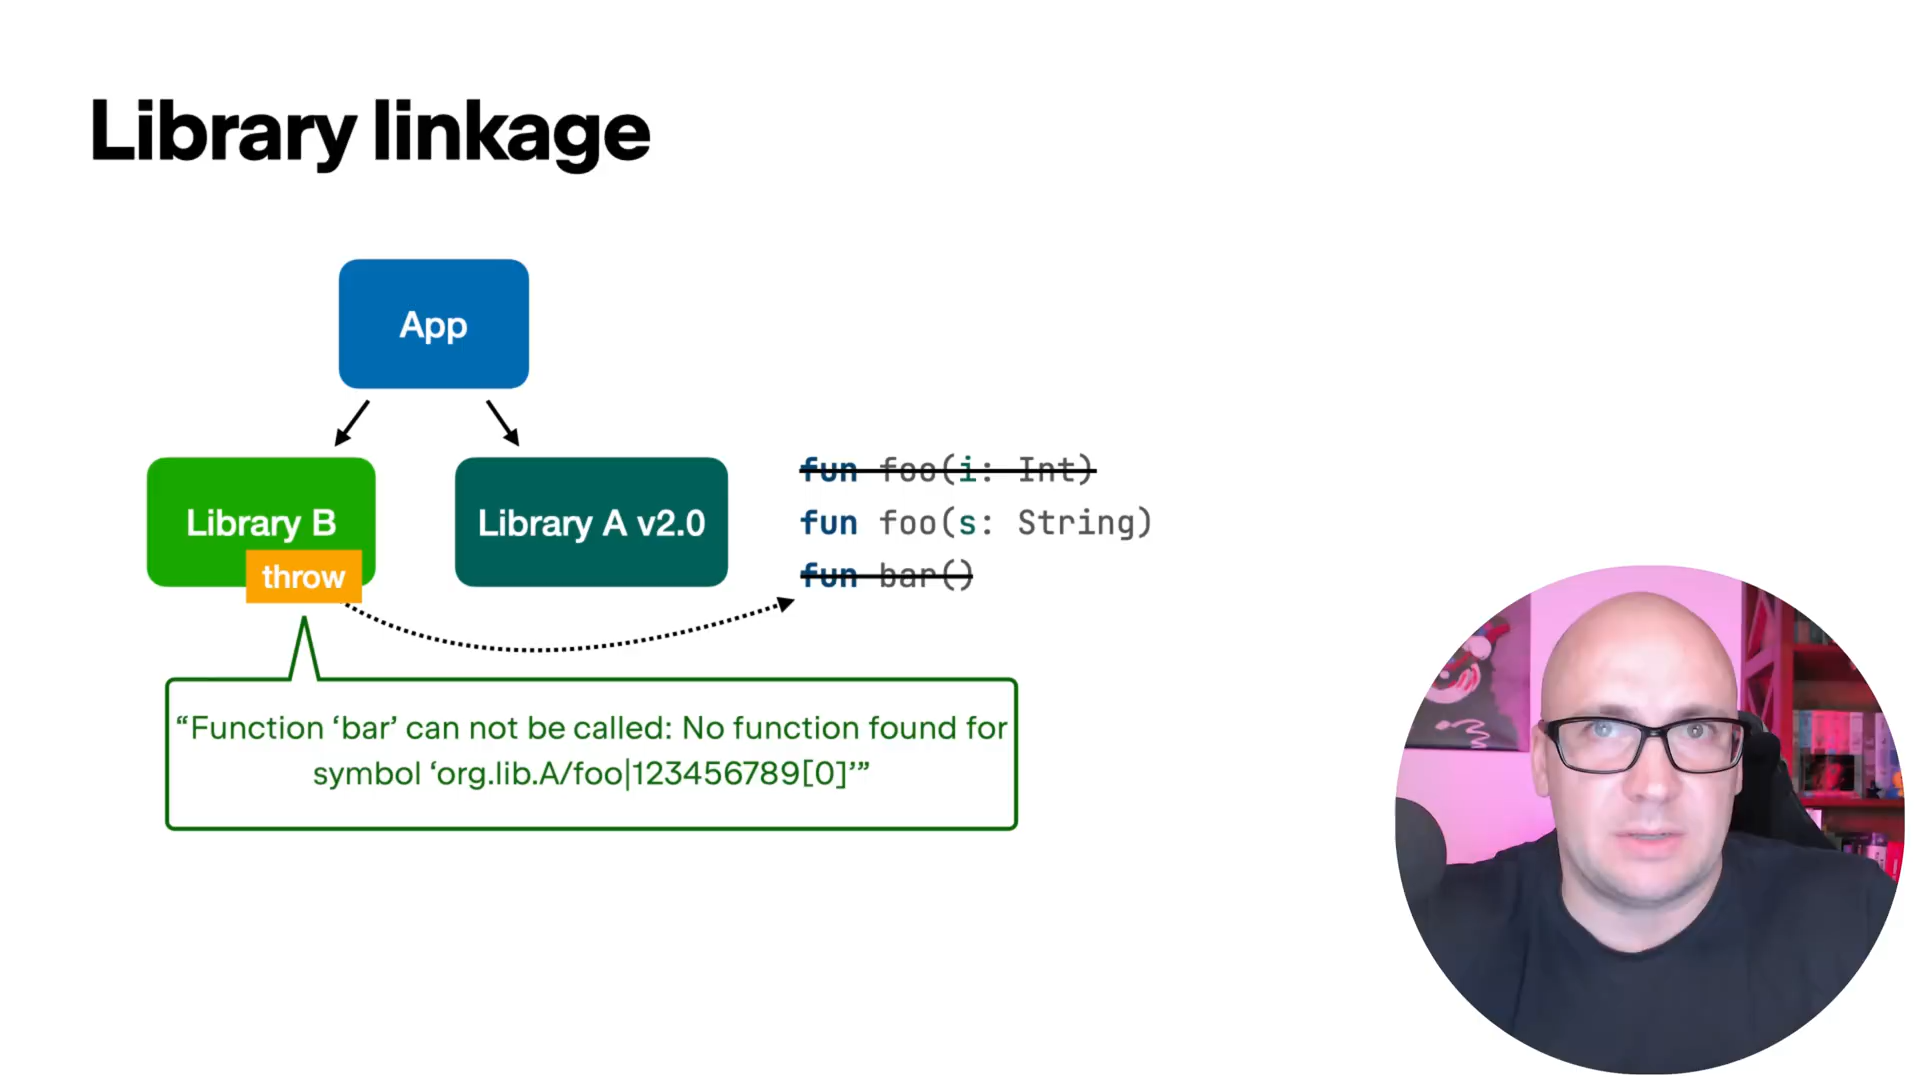 Library linkage
App
Library B
Library A v2.0
throw
fun foo(i: Int)
fun foo(s: String)
fun bar()
“Function ‘bar’ can not be called: No function found for
symbol ‘org.lib.A/foo|123456789[0]’”